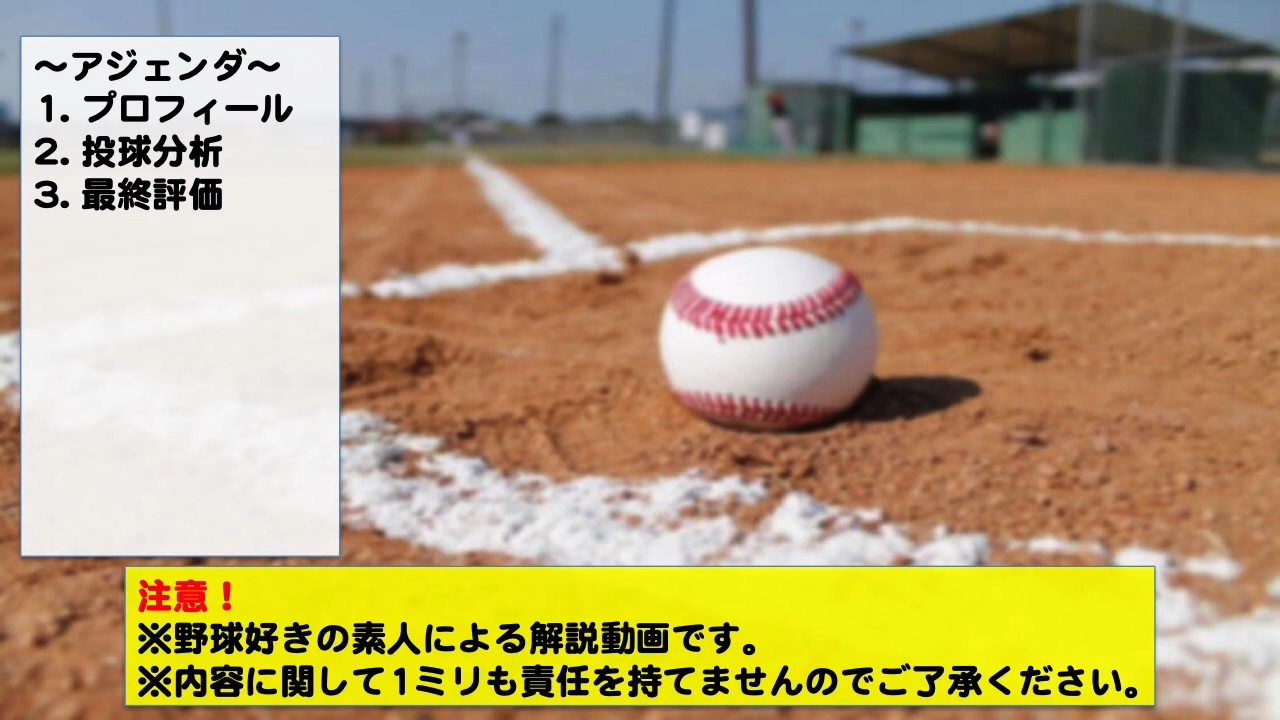 ～アジェンダ～
1. プロフィール
2. 投球分析
3. 最終評価
注意！
※野球好きの素人による解説動画です。
※内容に関して1ミリも責任を持てませんのでご了承ください。